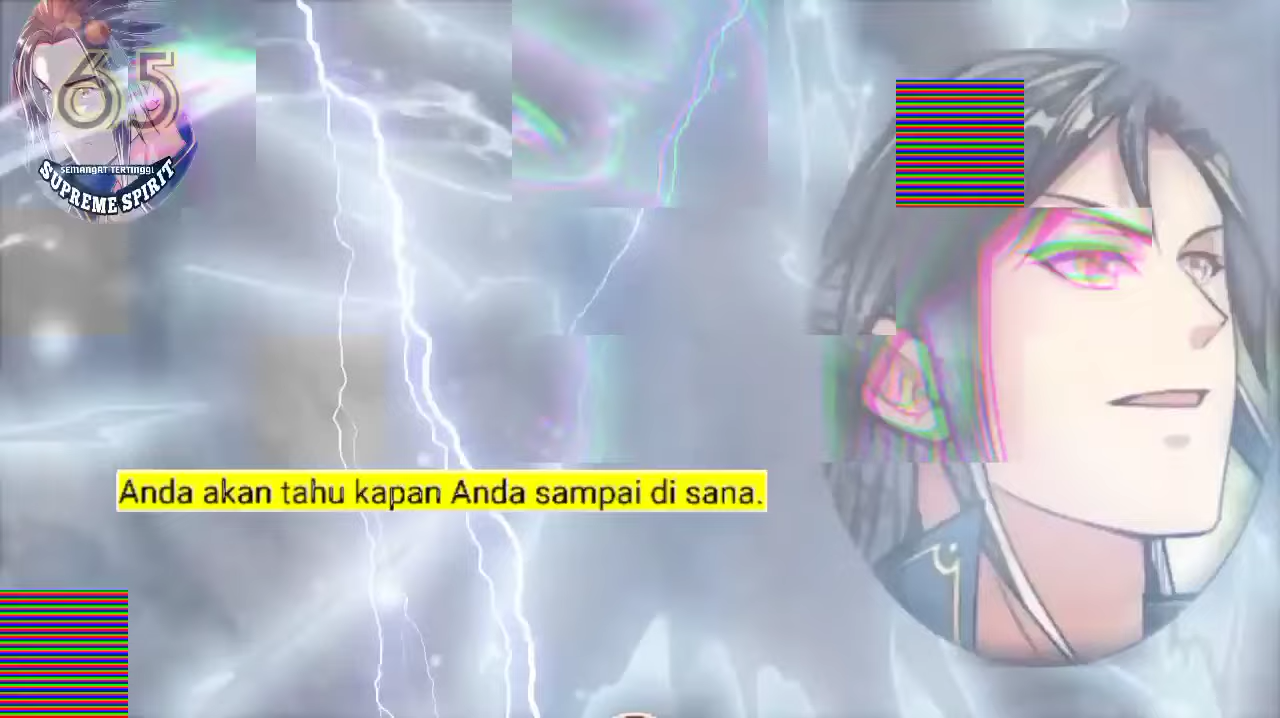 65
SEMANGAT TERTINGGI
SUPREME SPIRIT
Anda akan tahu kapan Anda sampai di sana.